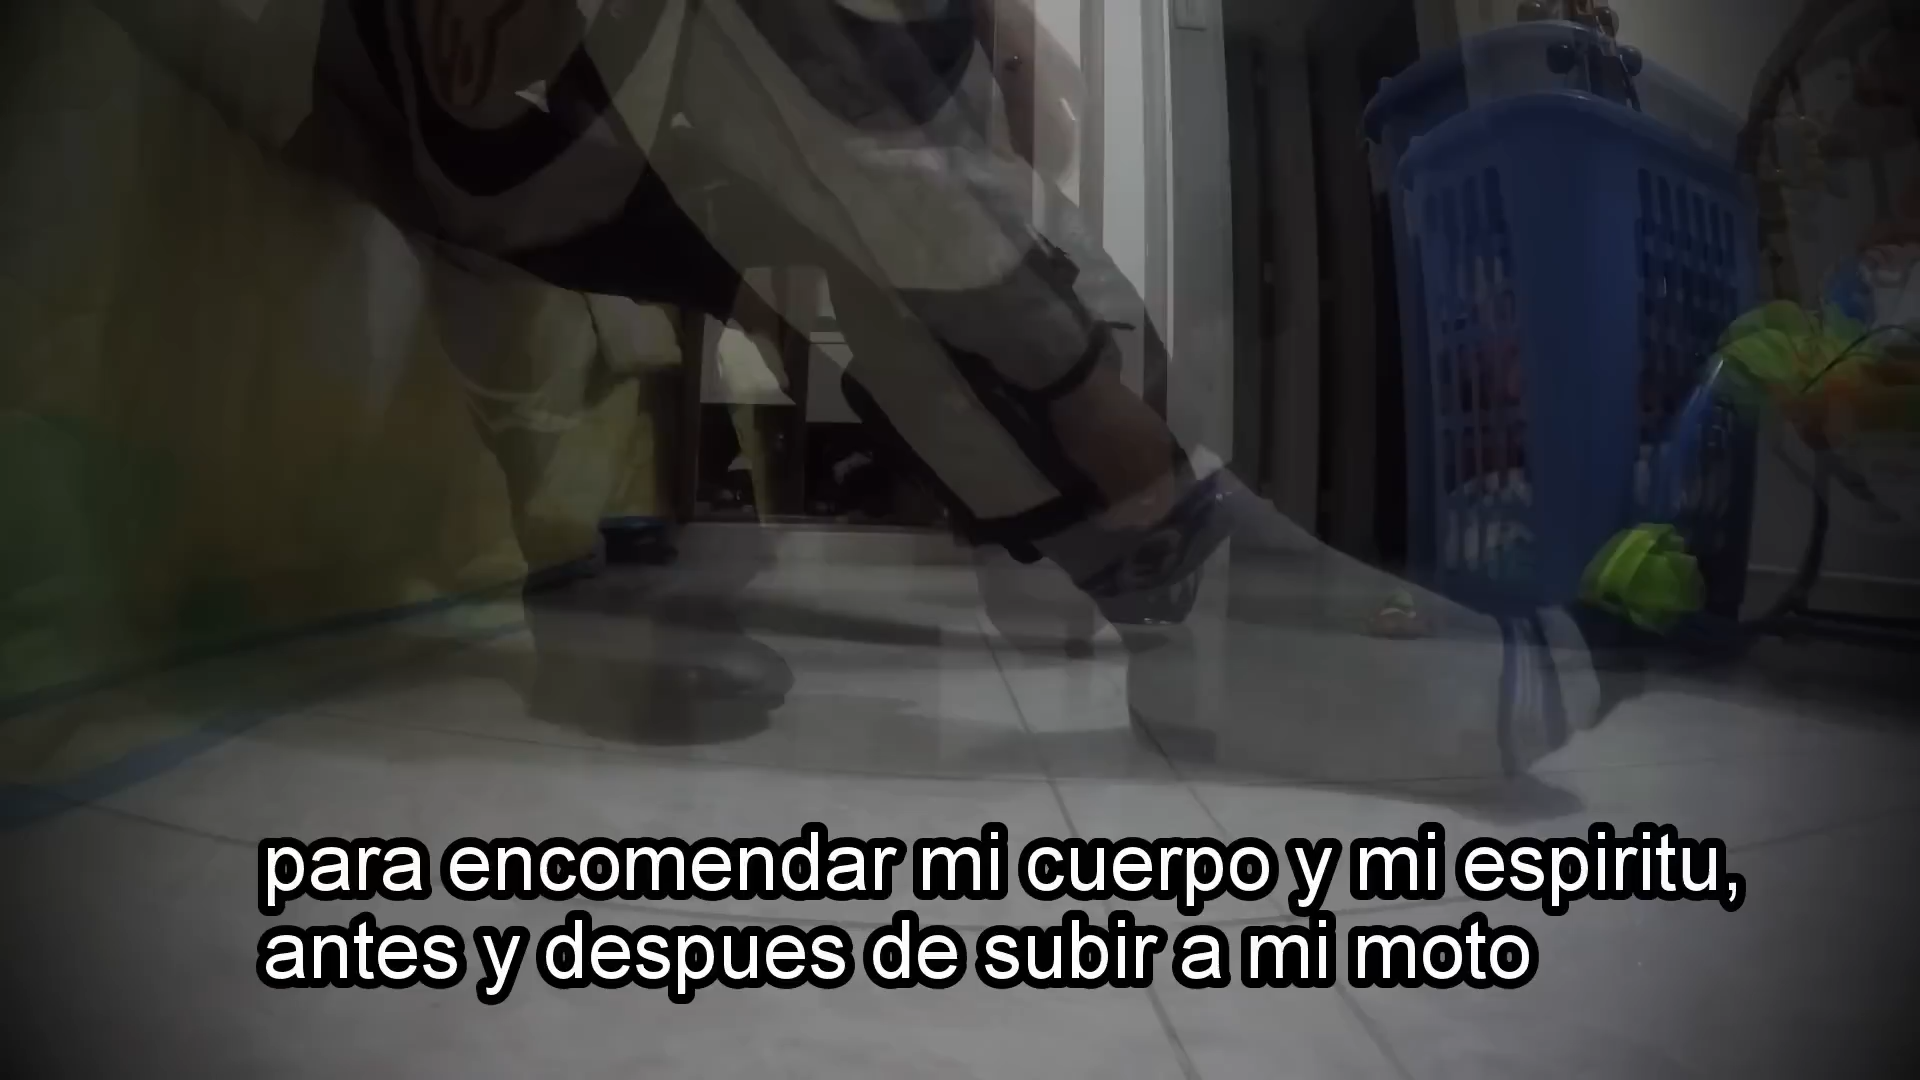 para encomendar mi cuerpo y mi espiritu,
antes y despues de subir a mi moto